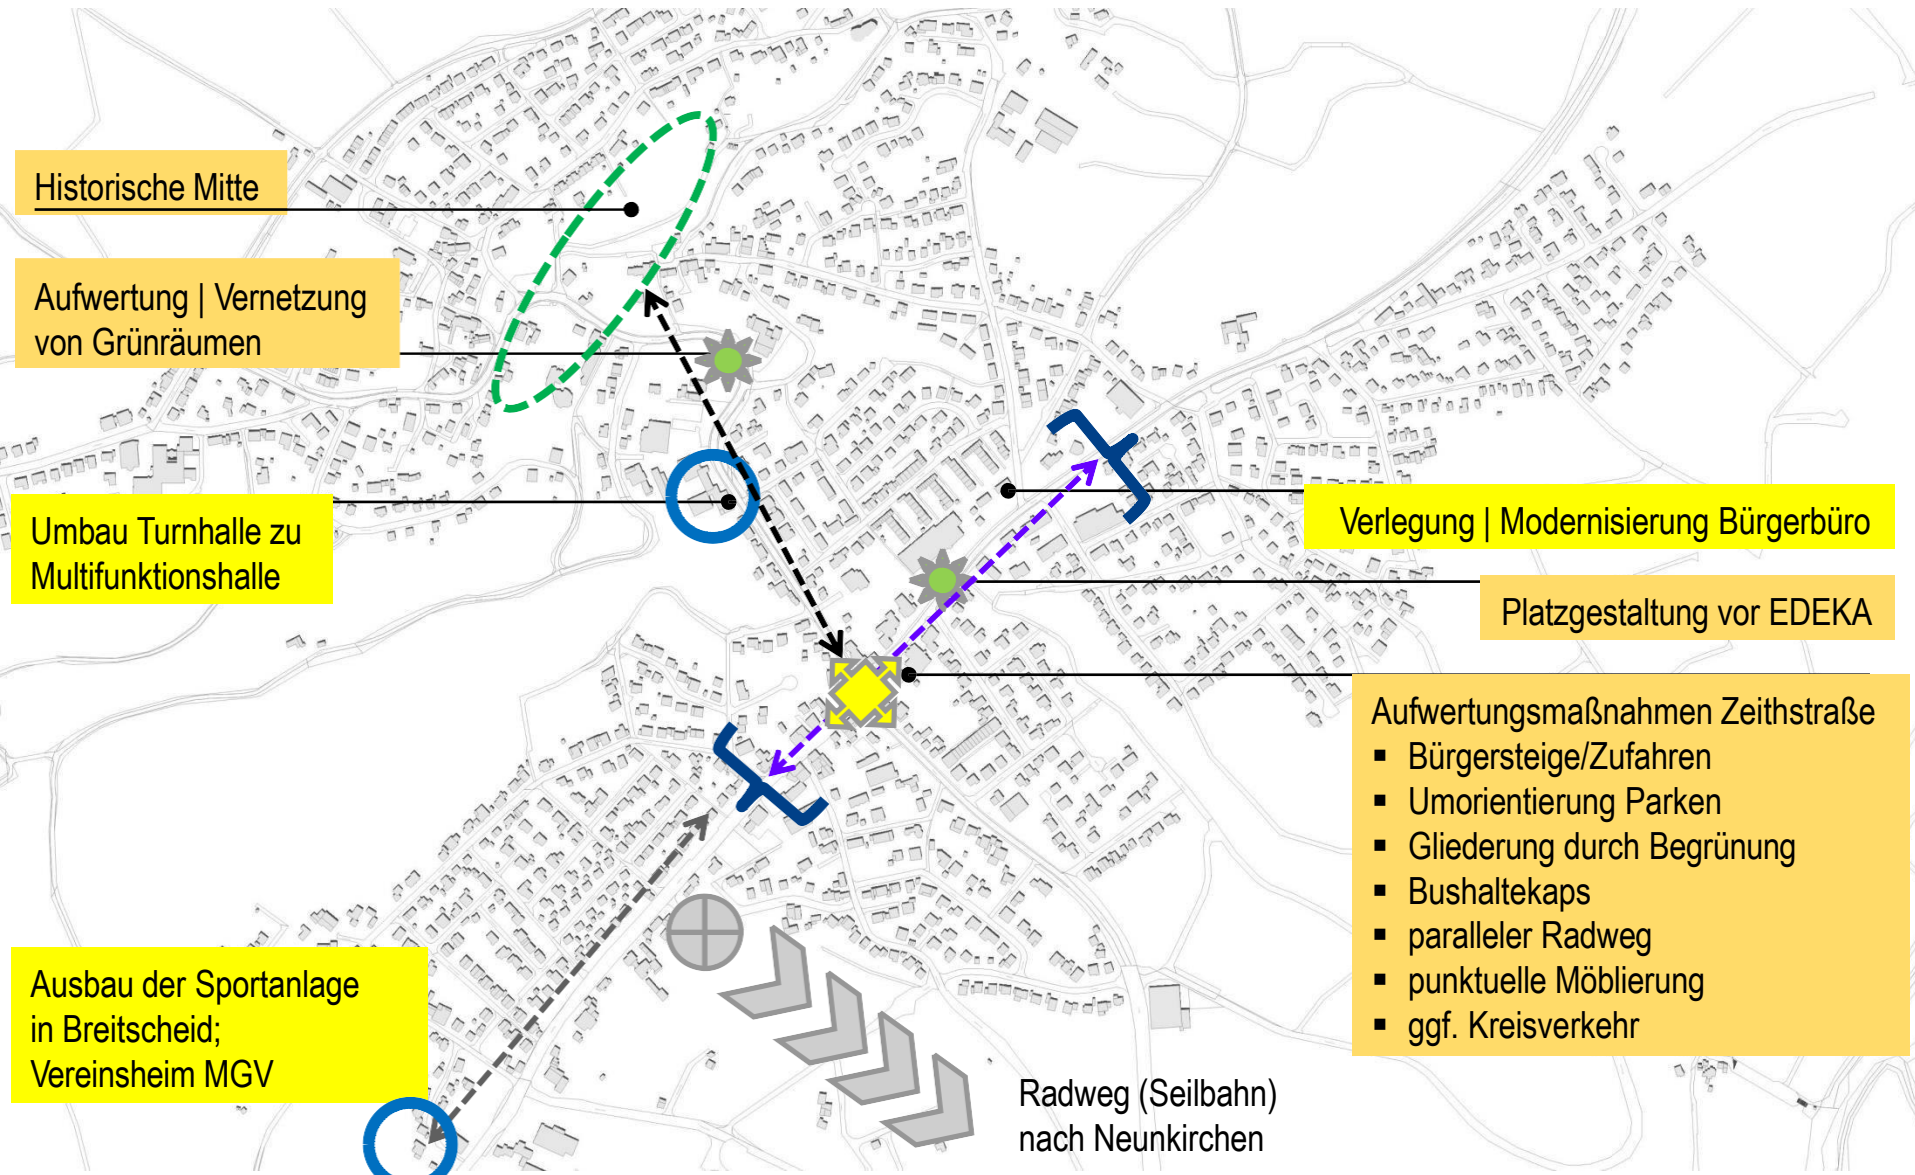 Historische Mitte
Aufwertung | Vernetzung
von Grünräumen
Umbau Turnhalle zu
Multifunktionshalle
Verlegung | Modernisierung Bürgerbüro
Platzgestaltung vor EDEKA
Aufwertungsmaßnahmen Zeithstraße
▪ Bürgersteige/Zufahren
▪ Umorientierung Parken
▪ Gliederung durch Begrünung
▪ Bushaltekaps
▪ paralleler Radweg
▪ punktuelle Möblierung
▪ ggf. Kreisverkehr
Ausbau der Sportanlage
in Breitscheid;
Vereinsheim MGV
Radweg (Seilbahn)
nach Neunkirchen